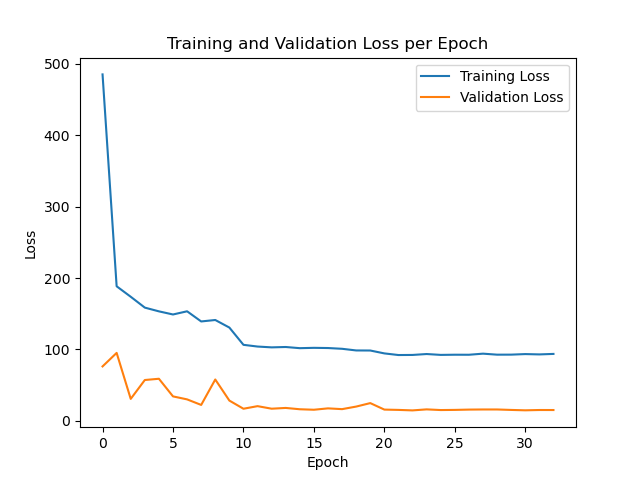 Training and Validation Loss per Epoch
Training Loss
Validation Loss
500
400
300
200
100
0
Loss
0 5 10 15 20 25 30
Epoch